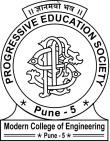 ॥ ज्ञानमयो भव ॥
PROGRESSIVE EDUCATION SOCIETY
Pune - 5
Modern College of Engineering
★ Pune - 5 ★